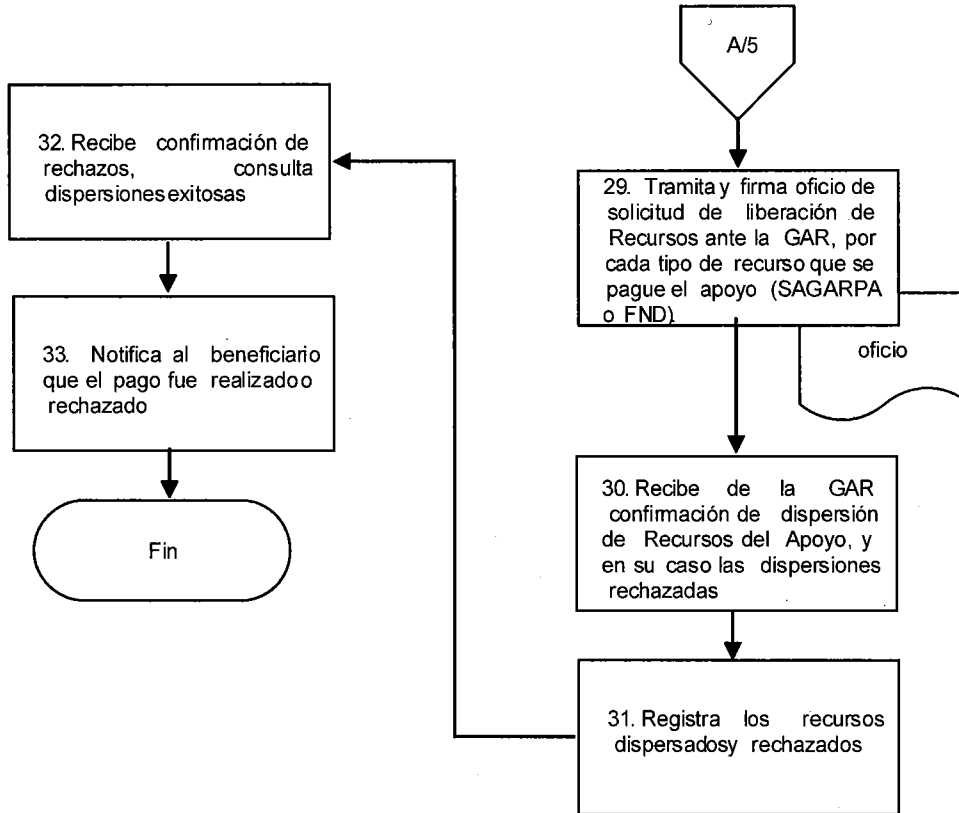 A/5
29. Tramita y firma oficio de
solicitud de liberación de
Recursos ante la GAR, por
cada tipo de recurso que se
pague el apoyo (SAGARPA
o FND)
oficio
30. Recibe de la GAR
confirmación de dispersión
de Recursos del Apoyo, y
en su caso las dispersiones
rechazadas
31. Registra los recursos
dispersados y rechazados
32. Recibe confirmación de
rechazos, consulta
dispersiones exitosas
33. Notifica al beneficiario
que el pago fue realizado o
rechazado
Fin